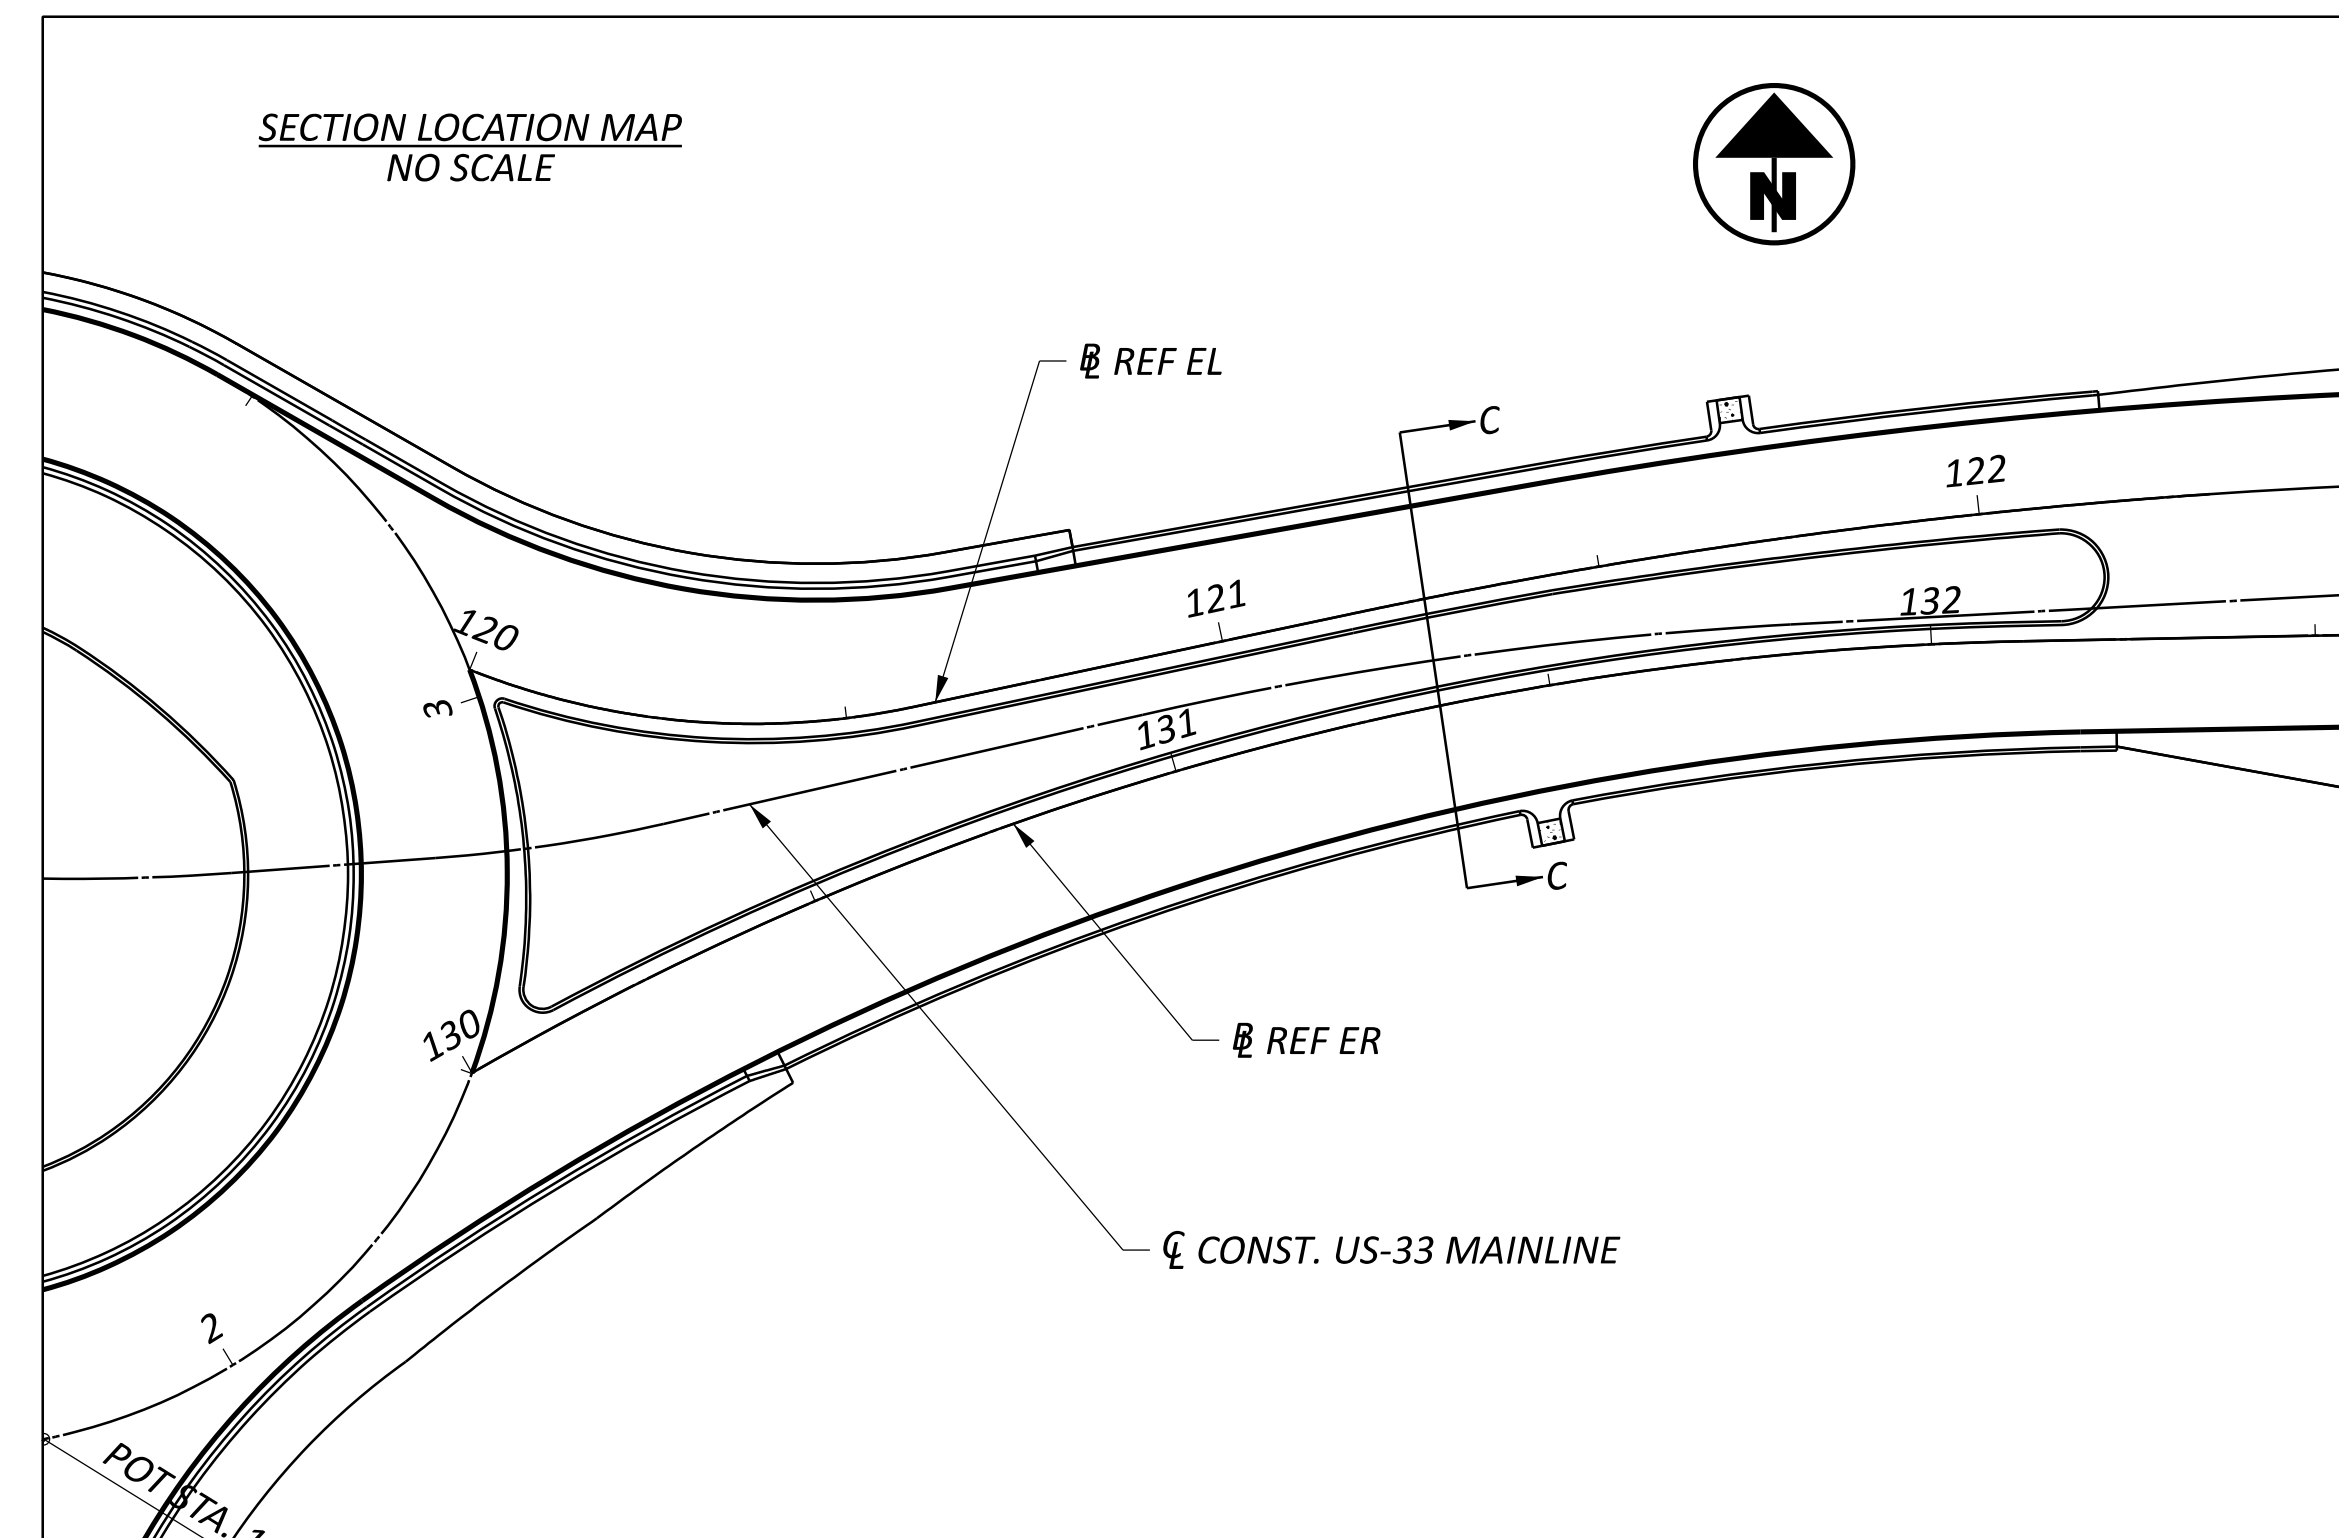 SECTION LOCATION MAP
NO SCALE
N
℄ REF EL
C
122
121
132
120
3
131
C
130
℄ REF ER
℄ CONST. US-33 MAINLINE
2
POT STA. 1